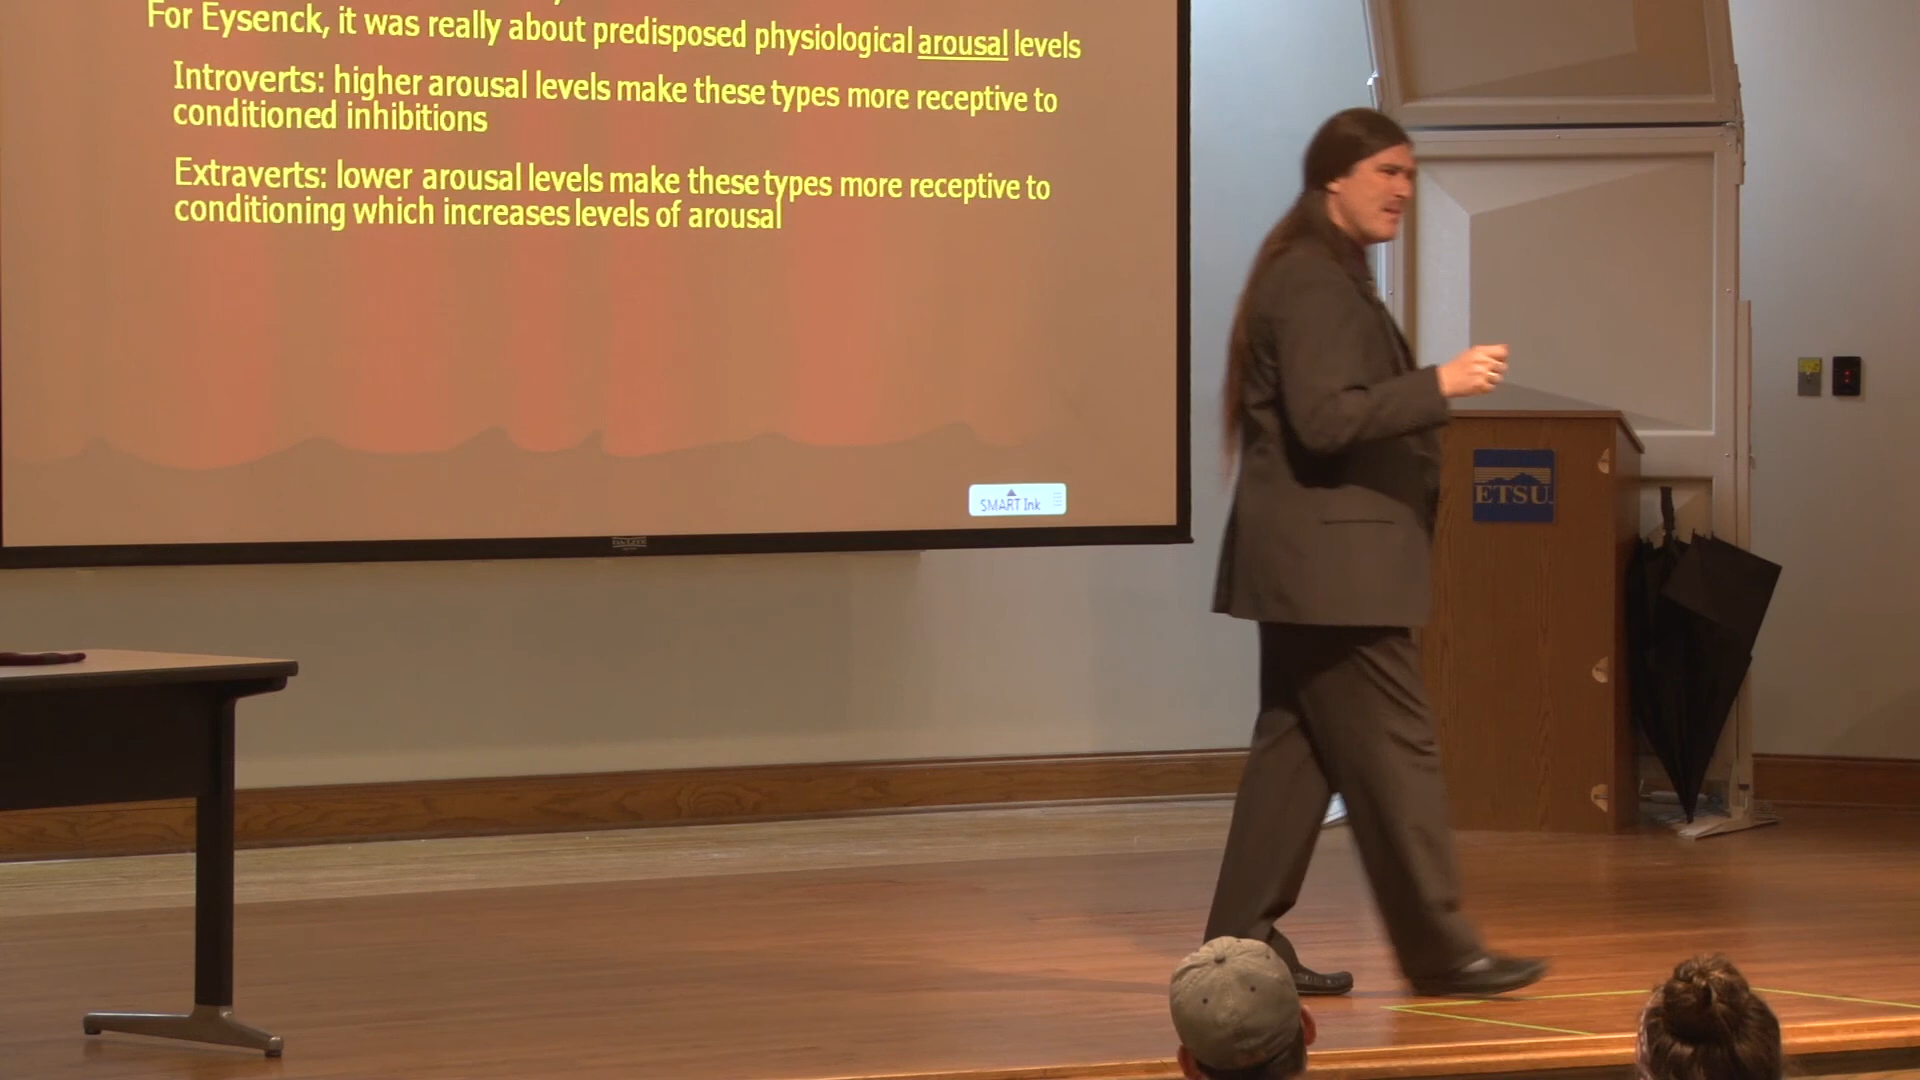 For Eysenck, it was really about predisposed physiological arousal levels
Introverts: higher arousal levels make these types more receptive to
conditioned inhibitions
Extraverts: lower arousal levels make these types more receptive to
conditioning which increases levels of arousal
SMART Ink
DA-LITE
ETSU